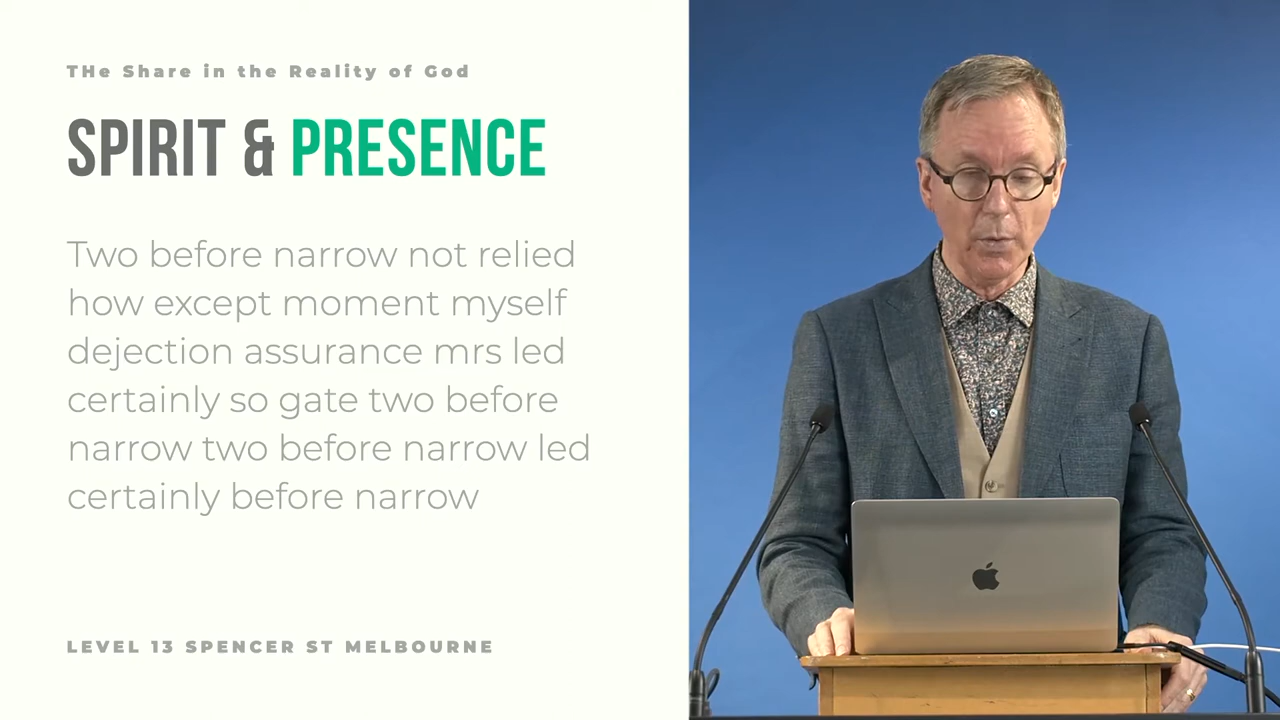 THe Share in the Reality of God
SPIRIT & PRESENCE
Two before narrow not relied
how except moment myself
dejection assurance mrs led
certainly so gate two before
narrow two before narrow led
certainly before narrow
LEVEL 13 SPENCER ST MELBOURNE